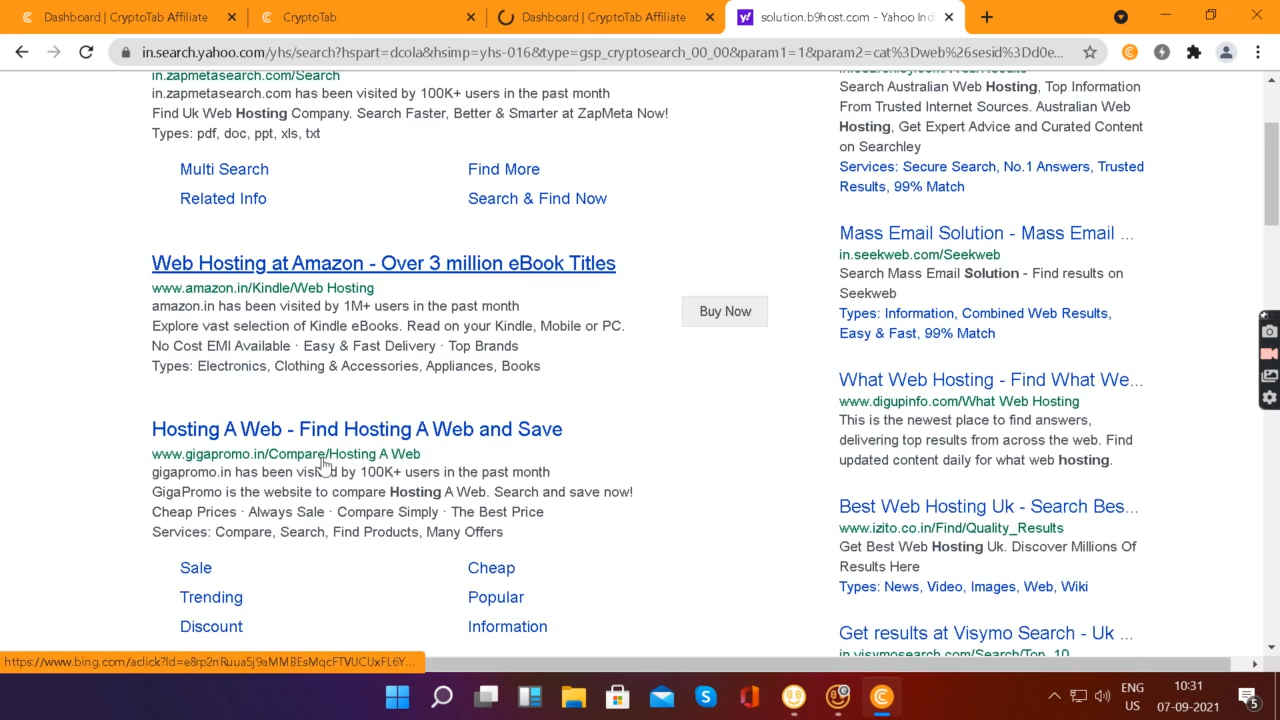 Dashboard | CryptoTab Affiliate
CryptoTab
Dashboard | CryptoTab Affiliate
solution.b9host.com - Yahoo Ind
in.search.yahoo.com/yhs/search?hspart=dcola&hsimp=yhs-016&type=gsp_cryptosearch_00_00&param1=1&param2=cat%3Dweb%26sesid%3Dd0e...
in.zapmetasearch.com/Search
in.zapmetasearch.com has been visited by 100K+ users in the past month
Find Uk Web Hosting Company. Search Faster, Better & Smarter at ZapMeta Now!
Types: pdf, doc, ppt, xls, txt
Multi Search
Find More
Related Info
Search & Find Now
Web Hosting at Amazon - Over 3 million eBook Titles
www.amazon.in/Kindle/Web Hosting
amazon.in has been visited by 1M+ users in the past month
Explore vast selection of Kindle eBooks. Read on your Kindle, Mobile or PC.
No Cost EMI Available · Easy & Fast Delivery · Top Brands
Types: Electronics, Clothing & Accessories, Appliances, Books
Buy Now
Hosting A Web - Find Hosting A Web and Save
www.gigapromo.in/Compare/Hosting A Web
gigapromo.in has been visited by 100K+ users in the past month
GigaPromo is the website to compare Hosting A Web. Search and save now!
Cheap Prices · Always Sale · Compare Simply · The Best Price
Services: Compare, Search, Find Products, Many Offers
Sale
Cheap
Trending
Popular
Discount
Information
Search Australian Web Hosting, Top Information
From Trusted Internet Sources. Australian Web
Hosting, Get Expert Advice and Curated Content
on Searchley
Services: Secure Search, No.1 Answers, Trusted
Results, 99% Match
Mass Email Solution - Mass Email ...
in.seekweb.com/Seekweb
Search Mass Email Solution - Find results on
Seekweb
Types: Information, Combined Web Results,
Easy & Fast, 99% Match
What Web Hosting - Find What We...
www.digupinfo.com/What Web Hosting
This is the newest place to find answers,
delivering top results from across the web. Find
updated content daily for what web hosting.
Best Web Hosting Uk - Search Bes...
www.izito.co.in/Find/Quality_Results
Get Best Web Hosting Uk. Discover Millions Of
Results Here
Types: News, Video, Images, Web, Wiki
Get results at Visymo Search - Uk ...
in.visymosearch.com/Search/Top_10
https://www.bing.com/aclick?ld=e8rp2nRuua5j9aMMBEsMqcFTVUCUxFL6Y...
ENG
US
10:31
07-09-2021
5